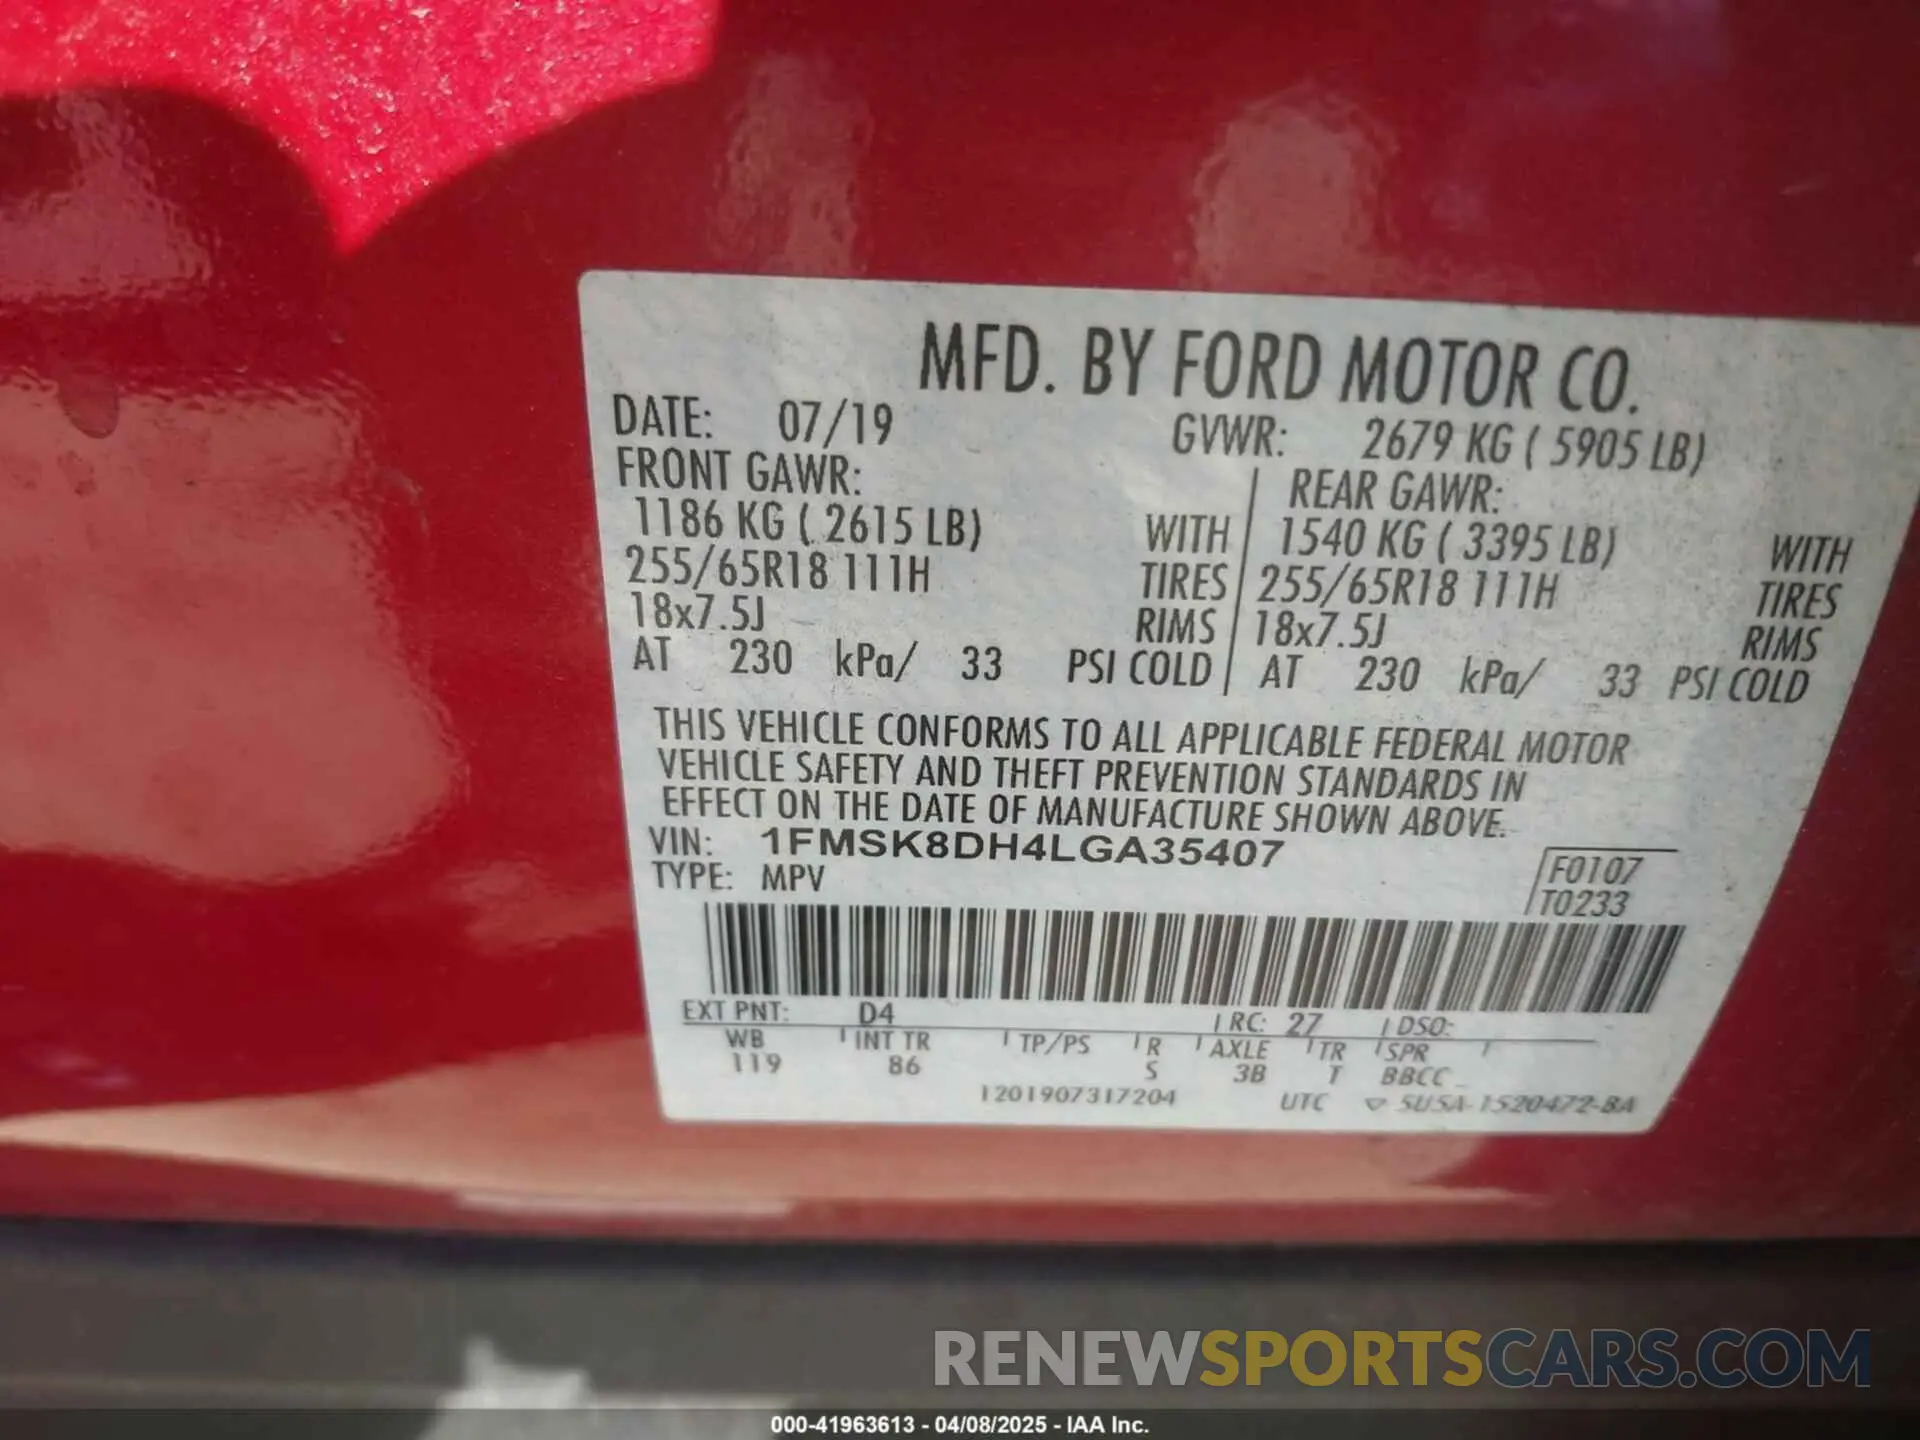 MFD. BY FORD MOTOR CO.
DATE: 07/19 GVWR: 2679 KG ( 5905 LB)
FRONT GAWR: REAR GAWR:
1186 KG ( 2615 LB) WITH 1540 KG ( 3395 LB) WITH
255/65R18 111H TIRES 255/65R18 111H TIRES
18x7.5J RIMS 18x7.5J RIMS
AT 230 kPa/ 33 PSI COLD AT 230 kPa/ 33 PSI COLD
THIS VEHICLE CONFORMS TO ALL APPLICABLE FEDERAL MOTOR
VEHICLE SAFETY AND THEFT PREVENTION STANDARDS IN
EFFECT ON THE DATE OF MANUFACTURE SHOWN ABOVE.
VIN: 1FMSK8DH4LGA35407
TYPE: MPV F0107
T0233
EXT PNT: D4 RC: 27 DSO:
WB INT TR TP/PS R AXLE TR SPR
119 86 S 3B T BBCC
1201907317204 UTC ▽ 5U5A-1520472-BA
RENEWSPORTSCARS.COM
000-41963613 - 04/08/2025 - IAA Inc.